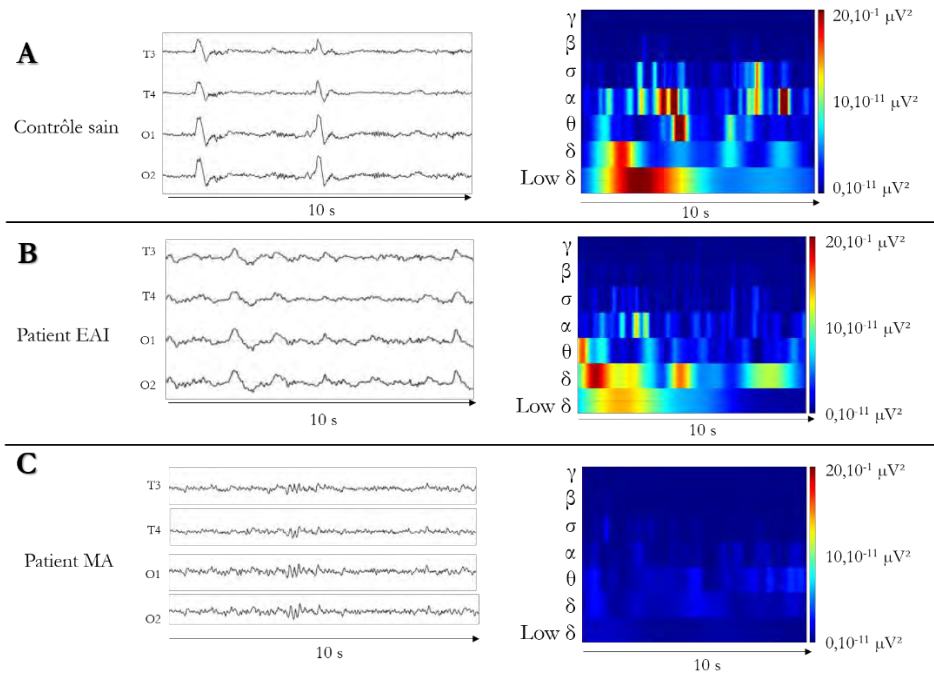 A
Contrôle sain
T3
T4
O1
O2
10 s
γ
β
σ
α
θ
δ
Low δ
10 s
20,10⁻¹ μV²
10,10⁻¹¹ μV²
0,10⁻¹¹ μV²
B
Patient EAI
T3
T4
O1
O2
10 s
γ
β
σ
α
θ
δ
Low δ
10 s
20,10⁻¹ μV²
10,10⁻¹¹ μV²
0,10⁻¹¹ μV²
C
Patient MA
T3
T4
O1
O2
10 s
γ
β
σ
α
θ
δ
Low δ
10 s
20,10⁻¹ μV²
10,10⁻¹¹ μV²
0,10⁻¹¹ μV²